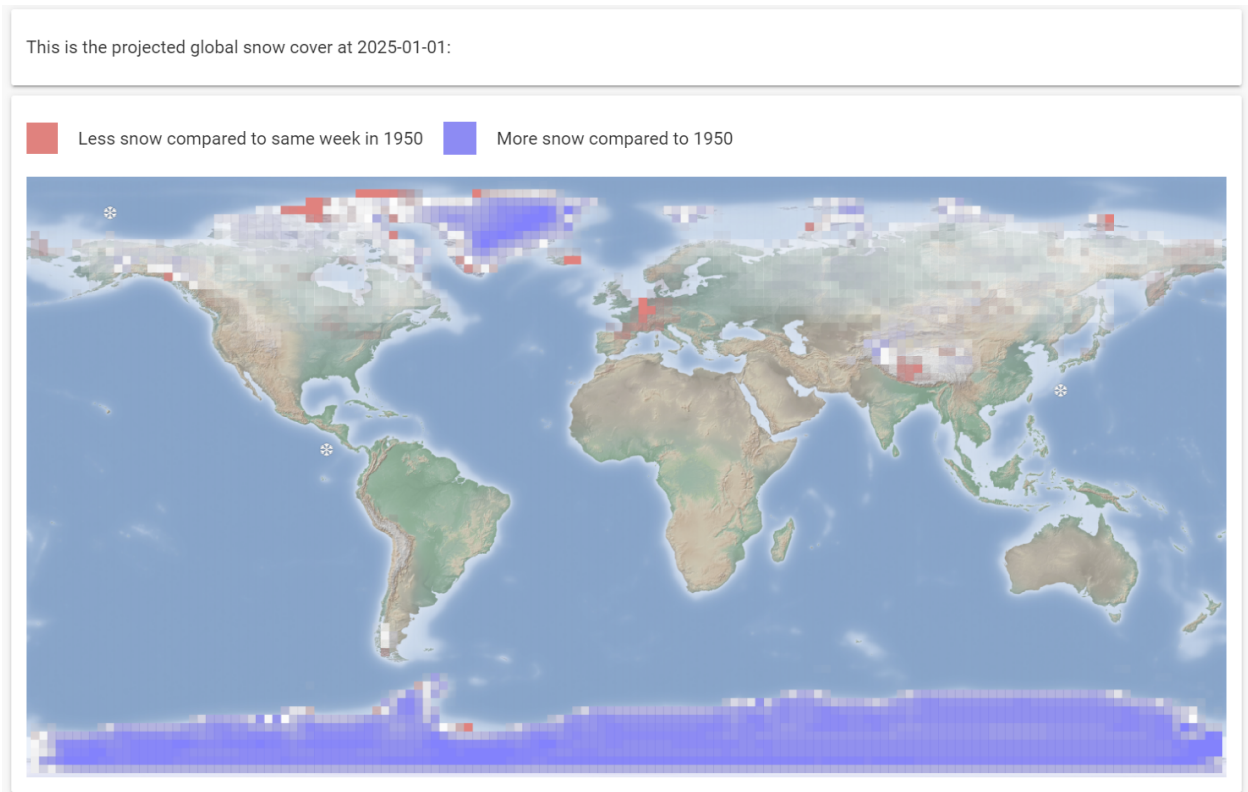 This is the projected global snow cover at 2025-01-01:
Less snow compared to same week in 1950
More snow compared to 1950